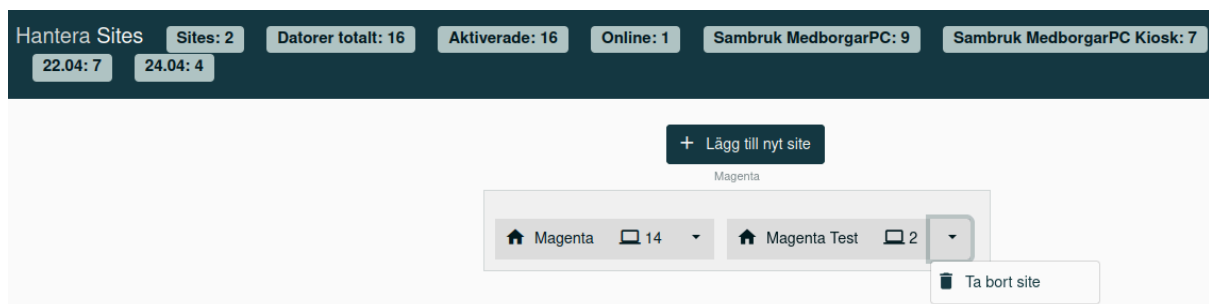 Hantera Sites Sites: 2 Datorer totalt: 16 Aktiverade: 16 Online: 1 Sambruk MedborgarPC: 9 Sambruk MedborgarPC Kiosk: 7
22.04: 7 24.04: 4
+ Lägg till nyt site
Magenta
Magenta 14 Magenta Test 2
Ta bort site